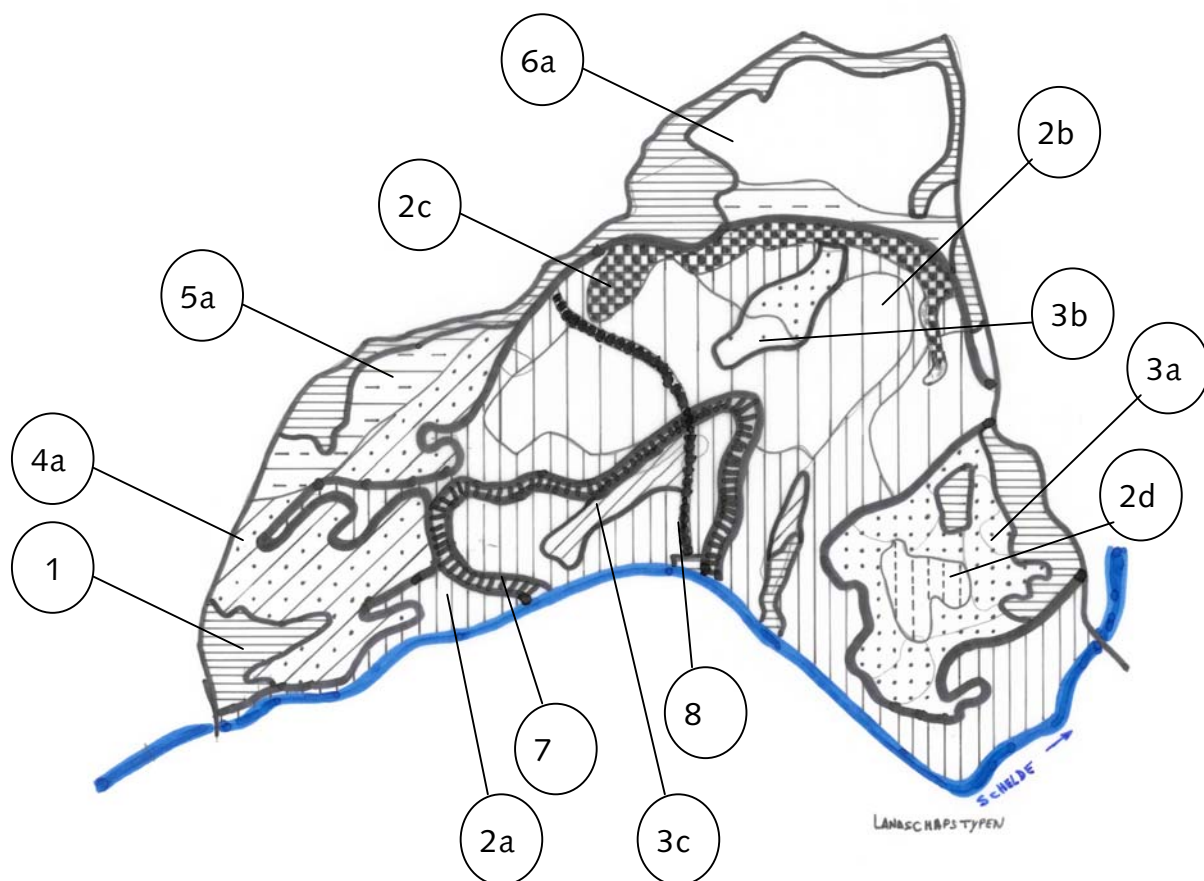 6a
2b
2c
5a
3b
3a
4a
2d
1
8
7
SCHELDE →
2a
3c
LANDSCHAPSTYPEN